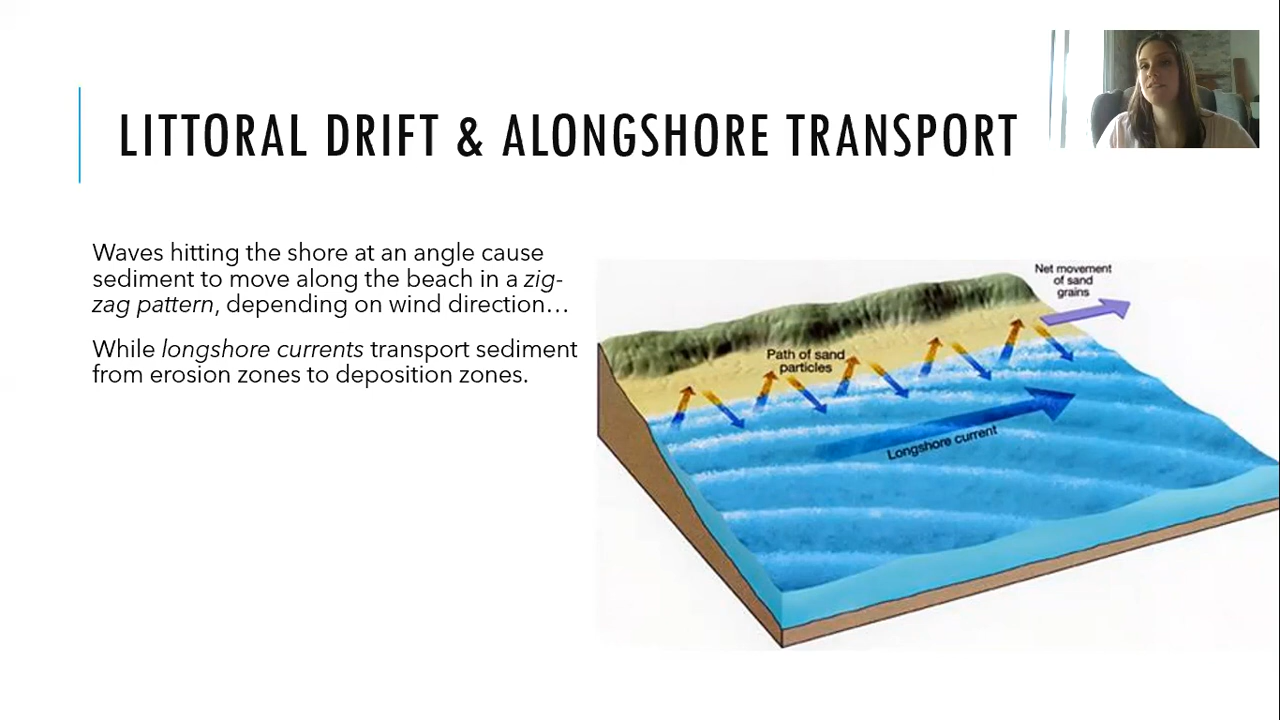 LITTORAL DRIFT & ALONGSHORE TRANSPORT
Waves hitting the shore at an angle cause
sediment to move along the beach in a zig-
zag pattern, depending on wind direction…
While longshore currents transport sediment
from erosion zones to deposition zones.
Net movement
of sand
grains
Path of sand
particles
Longshore current